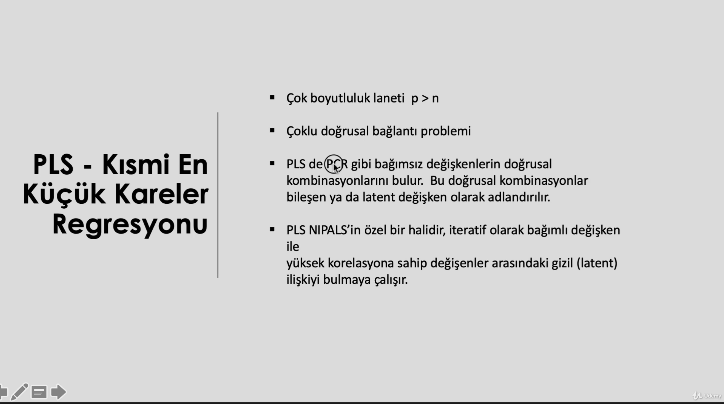 PLS - Kısmi En
Küçük Kareler
Regresyonu
▪ Çok boyutluluk laneti p > n
▪ Çoklu doğrusal bağlantı problemi
▪ PLS de PCR gibi bağımsız değişkenlerin doğrusal
kombinasyonlarını bulur. Bu doğrusal kombinasyonlar
bileşen ya da latent değişken olarak adlandırılır.
▪ PLS NIPALS’in özel bir halidir, iteratif olarak bağımlı değişken
ile
yüksek korelasyona sahip değişenler arasındaki gizil (latent)
ilişkiyi bulmaya çalışır.